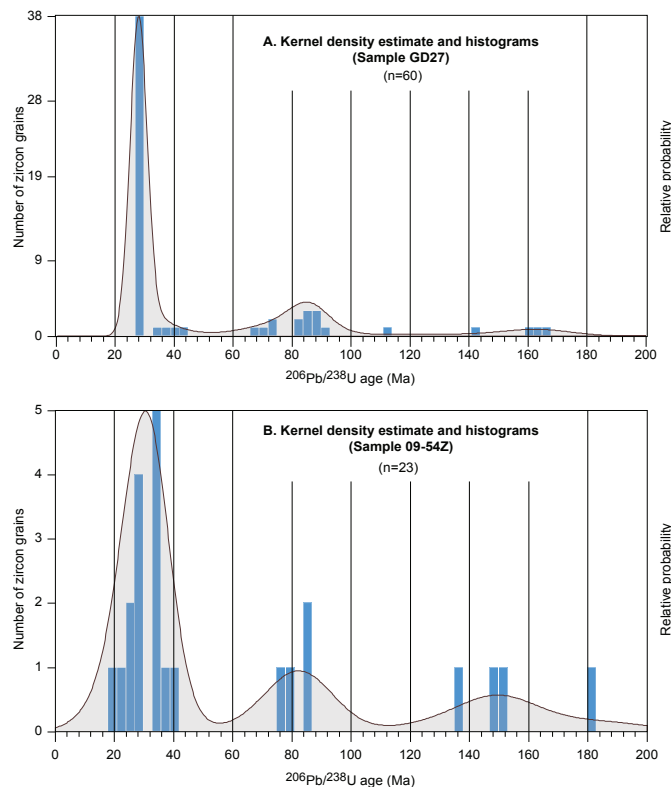 A. Kernel density estimate and histograms
(Sample GD27)
(n=60)
38
28
19
9
0
Number of zircon grains
Relative probability
0 20 40 60 80 100 120 140 160 180 200
²⁰⁶Pb/²³⁸U age (Ma)
B. Kernel density estimate and histograms
(Sample 09-54Z)
(n=23)
5
4
3
2
1
0
Number of zircon grains
Relative probability
0 20 40 60 80 100 120 140 160 180 200
²⁰⁶Pb/²³⁸U age (Ma)